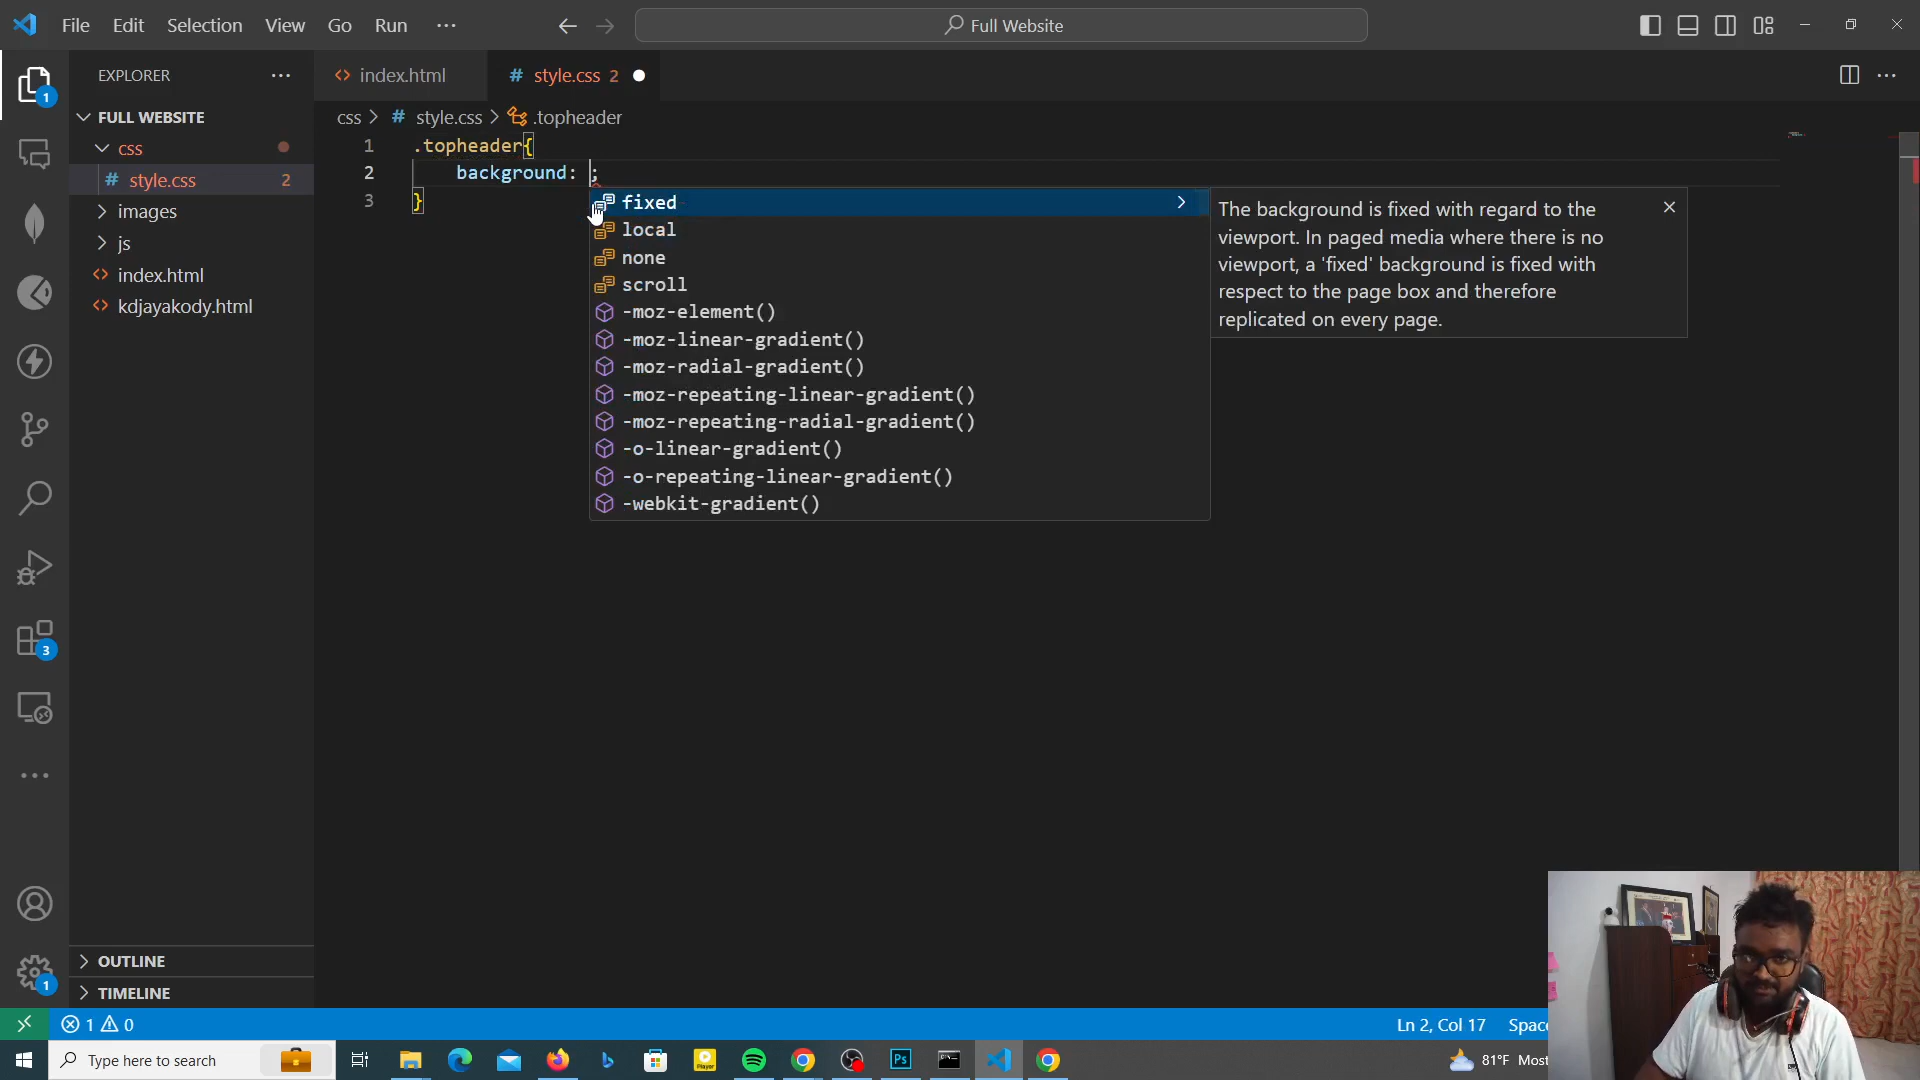 File Edit Selection View Go Run ···
Full Website
EXPLORER ···
index.html
# style.css 2
FULL WEBSITE
css > # style.css > .topheader
css
# style.css 2
images
js
index.html
kdjayakody.html
1 .topheader{
2 background: ;
3 }
fixed
local
none
scroll
-moz-element()
-moz-linear-gradient()
-moz-radial-gradient()
-moz-repeating-linear-gradient()
-moz-repeating-radial-gradient()
-o-linear-gradient()
-o-repeating-linear-gradient()
-webkit-gradient()
The background is fixed with regard to the
viewport. In paged media where there is no
viewport, a 'fixed' background is fixed with
respect to the page box and therefore
replicated on every page.
1
3
1
OUTLINE
TIMELINE
1 0
Ln 2, Col 17 Spac
Type here to search
Player
Ps
81°F Most